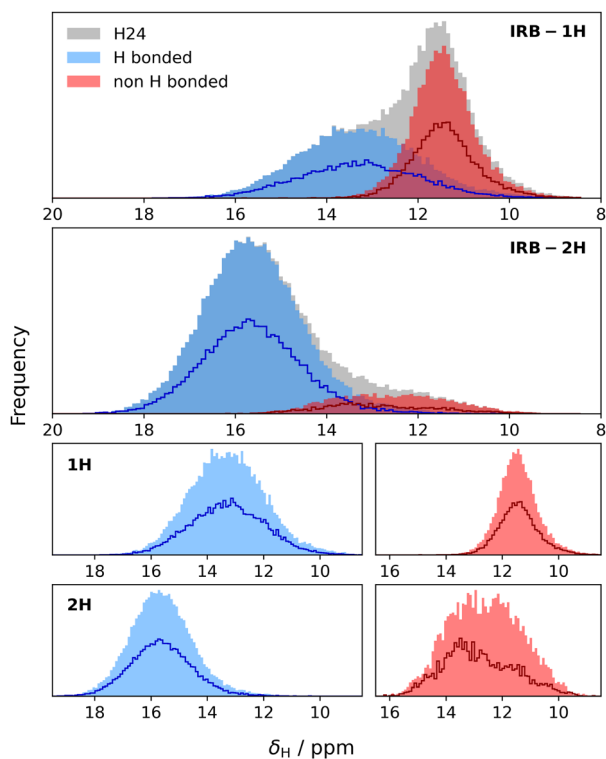 H24
H bonded
non H bonded
IRB – 1H
20 18 16 14 12 10 8
IRB – 2H
20 18 16 14 12 10 8
Frequency
1H
18 16 14 12 10
16 14 12 10
2H
18 16 14 12 10
16 14 12 10
δH / ppm